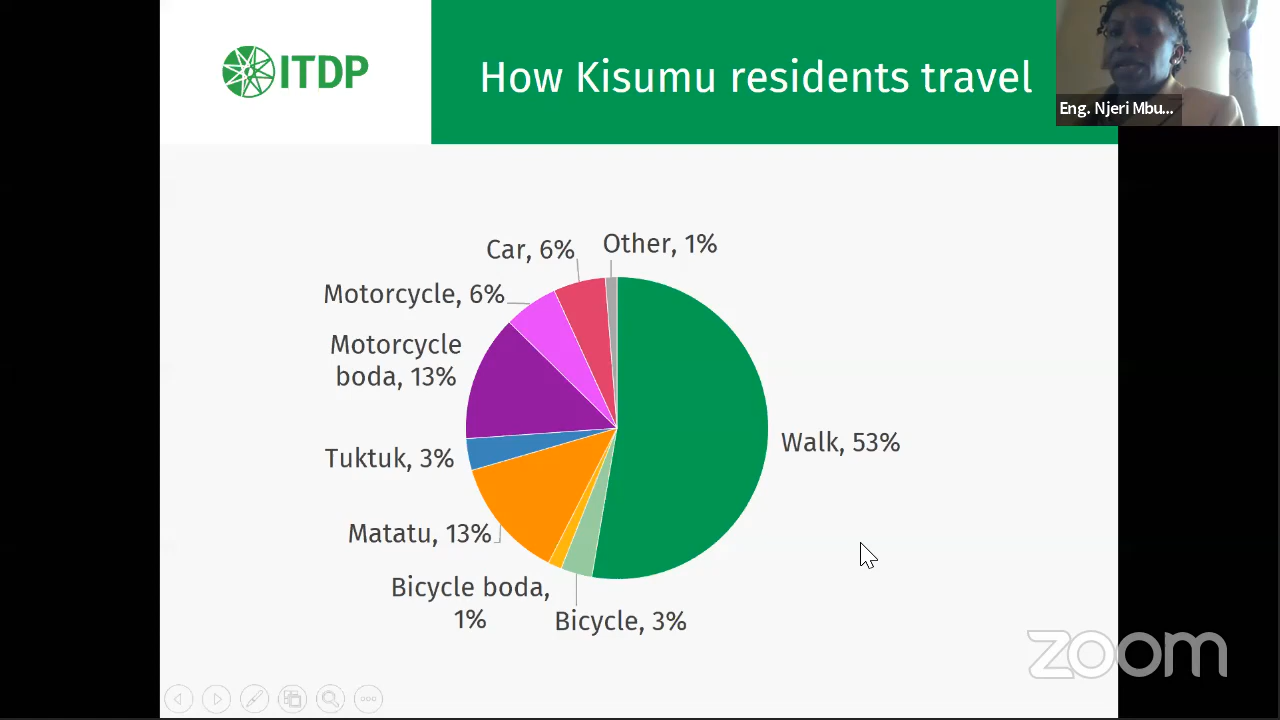 ITDP
How Kisumu residents travel
Eng. Njeri Mbu...
Car, 6%
Other, 1%
Motorcycle, 6%
Motorcycle
boda, 13%
Walk, 53%
Tuktuk, 3%
Matatu, 13%
Bicycle boda,
1%
Bicycle, 3%
zoom